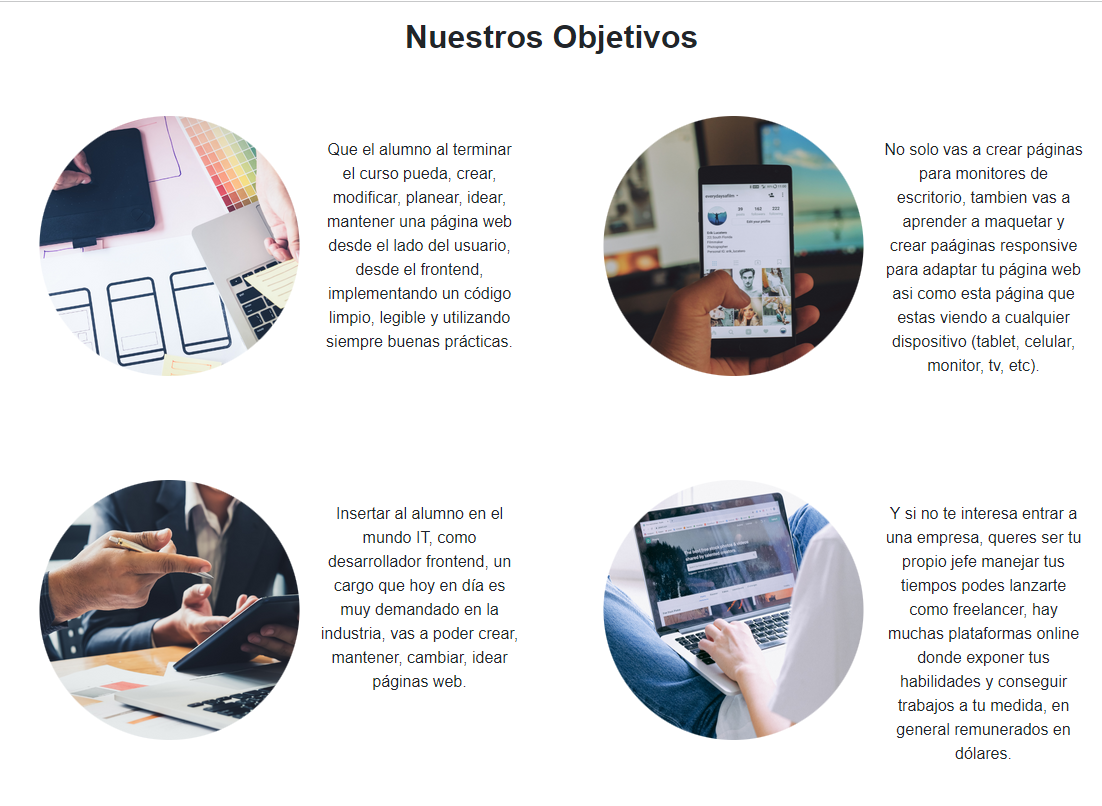 Nuestros Objetivos
Que el alumno al terminar
el curso pueda, crear,
modificar, planear, idear,
mantener una página web
desde el lado del usuario,
desde el frontend,
implementando un código
limpio, legible y utilizando
siempre buenas prácticas.
No solo vas a crear páginas
para monitores de
escritorio, tambien vas a
aprender a maquetar y
crear paáginas responsive
para adaptar tu página web
asi como esta página que
estas viendo a cualquier
dispositivo (tablet, celular,
monitor, tv, etc).
Insertar al alumno en el
mundo IT, como
desarrollador frontend, un
cargo que hoy en día es
muy demandado en la
industria, vas a poder crear,
mantener, cambiar, idear
páginas web.
Y si no te interesa entrar a
una empresa, queres ser tu
propio jefe manejar tus
tiempos podes lanzarte
como freelancer, hay
muchas plataformas online
donde exponer tus
habilidades y conseguir
trabajos a tu medida, en
general remunerados en
dólares.